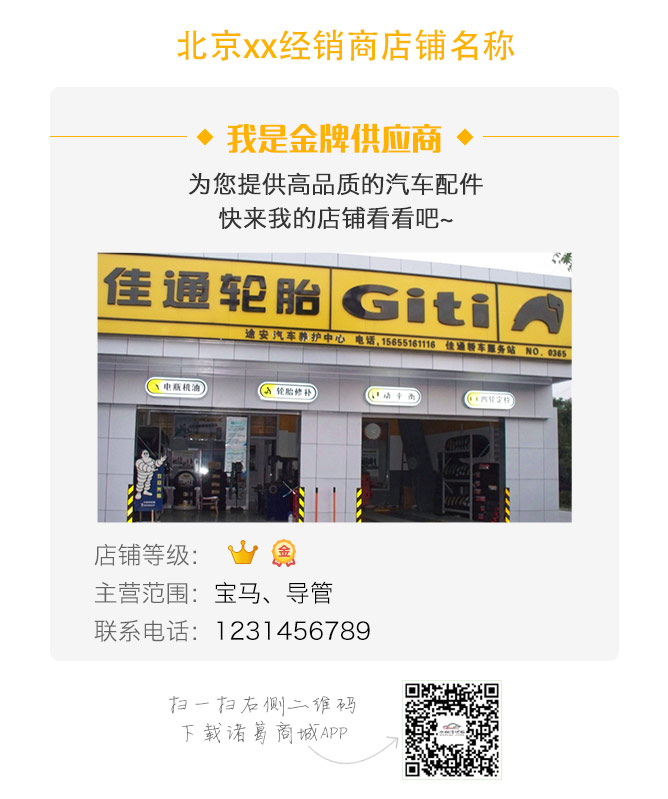 北京xx经销商店铺名称
我是金牌供应商
为您提供高品质的汽车配件
快来我的店铺看看吧~
佳通轮胎 Giti
途安汽车养护中心 电话,15655161116 佳通轿车服务站 NO.0365
电瓶机油 轮胎修补 动平衡 四轮定位
店铺等级： 金
主营范围：宝马、导管
联系电话：1231456789
扫一扫右侧二维码
下载诸葛商城APP